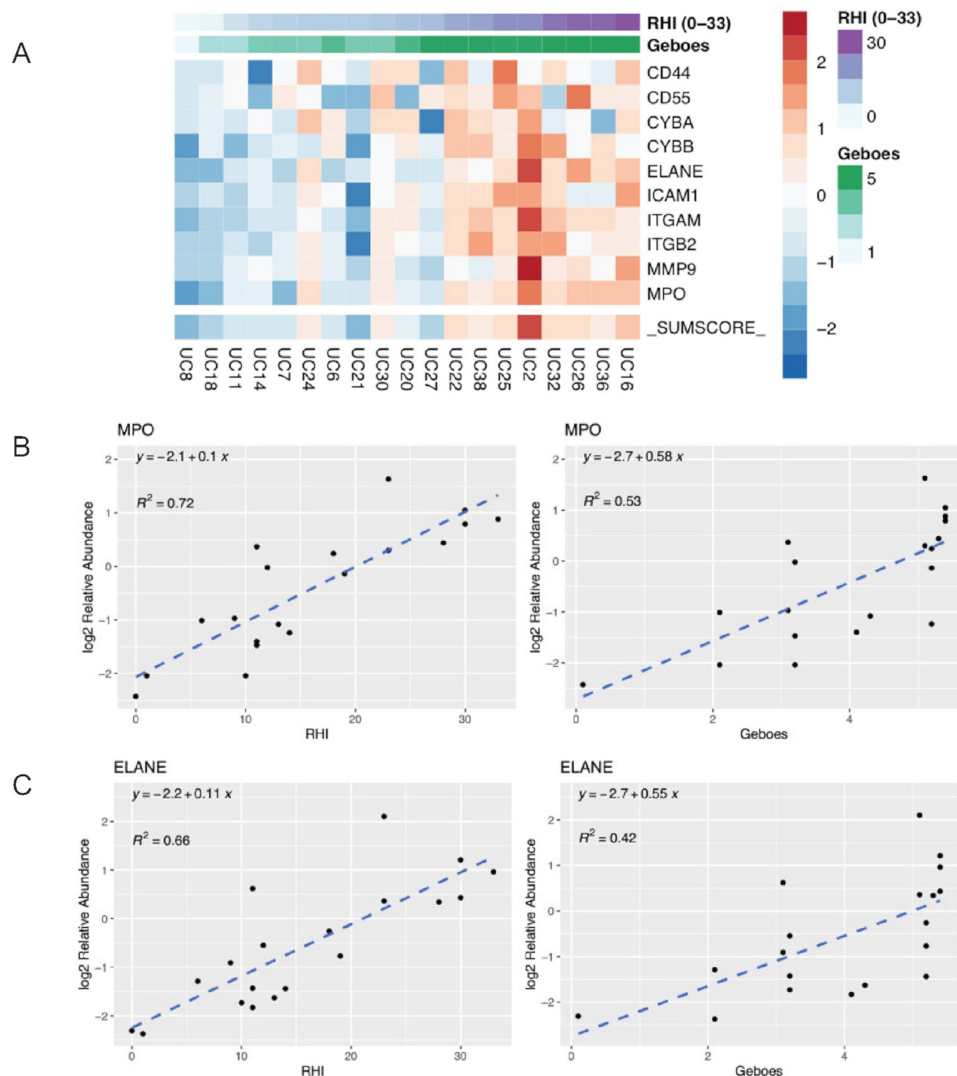 A
RHI (0–33)
Geboes
CD44
CD55
CYBA
CYBB
ELANE
ICAM1
ITGAM
ITGB2
MMP9
MPO
_SUMSCORE_
UC8
UC18
UC11
UC14
UC7
UC24
UC6
UC21
UC30
UC20
UC27
UC22
UC38
UC25
UC2
UC32
UC26
UC36
UC16
2
1
0
−1
−2
RHI (0–33)
30
0
Geboes
5
1
B
MPO
y = −2.1 + 0.1 x
R² = 0.72
log2 Relative Abundance
2
1
0
−1
−2
0
10
20
30
RHI
MPO
y = −2.7 + 0.58 x
R² = 0.53
log2 Relative Abundance
2
1
0
−1
−2
0
2
4
Geboes
C
ELANE
y = −2.2 + 0.11 x
R² = 0.66
log2 Relative Abundance
2
1
0
−1
−2
0
10
20
30
RHI
ELANE
y = −2.7 + 0.55 x
R² = 0.42
log2 Relative Abundance
2
1
0
−1
−2
0
2
4
Geboes